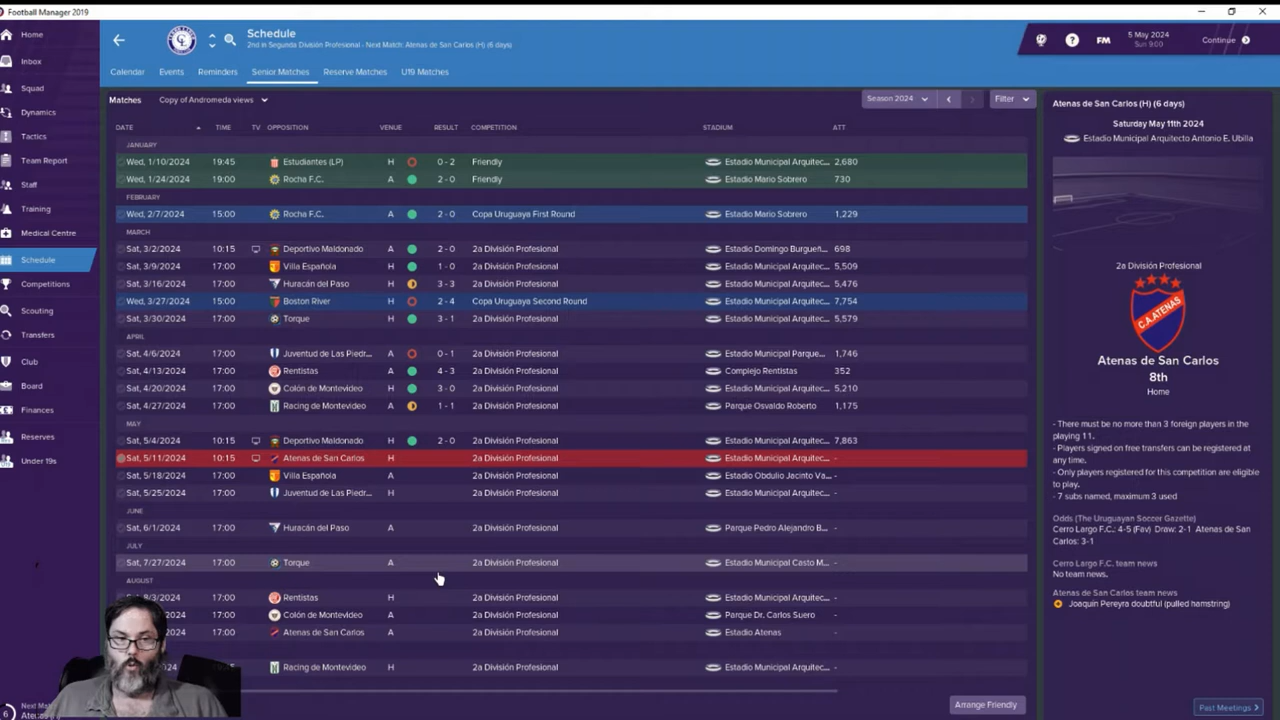 Football Manager 2019
Home
Inbox
Squad
Dynamics
Tactics
Team Report
Staff
Training
Medical Centre
Schedule
Competitions
Scouting
Transfers
Club
Board
Finances
Reserves
Under 19s
Schedule
2nd in Segunda División Profesional - Next Match: Atenas de San Carlos (H) (6 days)
FM
5 May 2024
Sun 9:00
Continue
Calendar Events Reminders Senior Matches Reserve Matches U19 Matches
Matches Copy of Andromeda views Season 2024 Filter
DATE TIME TV OPPOSITION VENUE RESULT COMPETITION STADIUM ATT
JANUARY
Wed, 1/10/2024 19:45 Estudiantes (LP) H 0 - 2 Friendly Estadio Municipal Arquitec... 2,680
Wed, 1/24/2024 19:00 Rocha F.C. A 2 - 0 Friendly Estadio Mario Sobrero 730
FEBRUARY
Wed, 2/7/2024 15:00 Rocha F.C. A 2 - 0 Copa Uruguaya First Round Estadio Mario Sobrero 1,229
MARCH
Sat, 3/2/2024 10:15 Deportivo Maldonado A 2 - 0 2a División Profesional Estadio Domingo Burgueñ... 698
Sat, 3/9/2024 17:00 Villa Española H 1 - 0 2a División Profesional Estadio Municipal Arquitec... 5,509
Sat, 3/16/2024 17:00 Huracán del Paso H 3 - 3 2a División Profesional Estadio Municipal Arquitec... 5,476
Wed, 3/27/2024 15:00 Boston River H 2 - 4 Copa Uruguaya Second Round Estadio Municipal Arquitec... 7,754
Sat, 3/30/2024 17:00 Torque H 3 - 1 2a División Profesional Estadio Municipal Arquitec... 5,579
APRIL
Sat, 4/6/2024 17:00 Juventud de Las Piedr... A 0 - 1 2a División Profesional Estadio Municipal Parque... 1,746
Sat, 4/13/2024 17:00 Rentistas A 4 - 3 2a División Profesional Complejo Rentistas 352
Sat, 4/20/2024 17:00 Colón de Montevideo H 3 - 0 2a División Profesional Estadio Municipal Arquitec... 5,210
Sat, 4/27/2024 17:00 Racing de Montevideo A 1 - 1 2a División Profesional Parque Osvaldo Roberto 1,175
MAY
Sat, 5/4/2024 10:15 Deportivo Maldonado H 2 - 0 2a División Profesional Estadio Municipal Arquitec... 7,863
Sat, 5/11/2024 10:15 Atenas de San Carlos H 2a División Profesional Estadio Municipal Arquitec... -
Sat, 5/18/2024 17:00 Villa Española A 2a División Profesional Estadio Obdulio Jacinto Va... -
Sat, 5/25/2024 17:00 Juventud de Las Piedr... H 2a División Profesional Estadio Municipal Arquitec... -
JUNE
Sat, 6/1/2024 17:00 Huracán del Paso A 2a División Profesional Parque Pedro Alejandro B... -
JULY
Sat, 7/27/2024 17:00 Torque A 2a División Profesional Estadio Municipal Casto M... -
AUGUST
8/3/2024 17:00 Rentistas H 2a División Profesional Estadio Municipal Arquitec... -
2024 17:00 Colón de Montevideo A 2a División Profesional Parque Dr. Carlos Suero -
2024 17:00 Atenas de San Carlos A 2a División Profesional Estadio Atenas -
Racing de Montevideo H 2a División Profesional Estadio Municipal Arquitec... -
Arrange Friendly
Atenas de San Carlos (H) (6 days)
Saturday May 11th 2024
Estadio Municipal Arquitecto Antonio E. Ubilla
2a División Profesional
C.A.ATENAS
Atenas de San Carlos
8th
Home
- There must be no more than 3 foreign players in the
playing 11.
- Players signed on free transfers can be registered at
any time.
- Only players registered for this competition are eligible
to play.
- 7 subs named, maximum 3 used
Odds (The Uruguayan Soccer Gazette)
Cerro Largo F.C.: 4-5 (Fav) Draw: 2-1 Atenas de San
Carlos: 3-1
Cerro Largo F.C. team news
No team news.
Atenas de San Carlos team news
Joaquín Pereyra doubtful (pulled hamstring)
Past Meetings
6
Next Mat